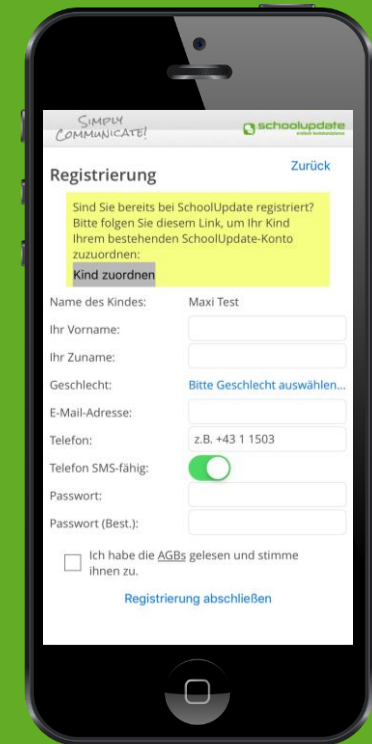 SIMPLY
COMMUNICATE!
schoolupdate
Registrierung
Zurück
Sind Sie bereits bei SchoolUpdate registriert?
Bitte folgen Sie diesem Link, um Ihr Kind
Ihrem bestehenden SchoolUpdate-Konto
zuzuordnen:
Kind zuordnen
Name des Kindes: Maxi Test
Ihr Vorname:
Ihr Zuname:
Geschlecht: Bitte Geschlecht auswählen...
E-Mail-Adresse:
Telefon: z.B. +43 1 1503
Telefon SMS-fähig:
Passwort:
Passwort (Best.):
Ich habe die AGBs gelesen und stimme
ihnen zu.
Registrierung abschließen